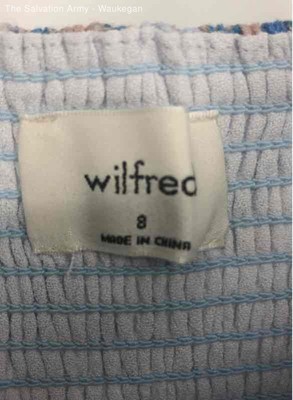 The Salvation Army - Waukegan
wilfred
8
MADE IN CHINA